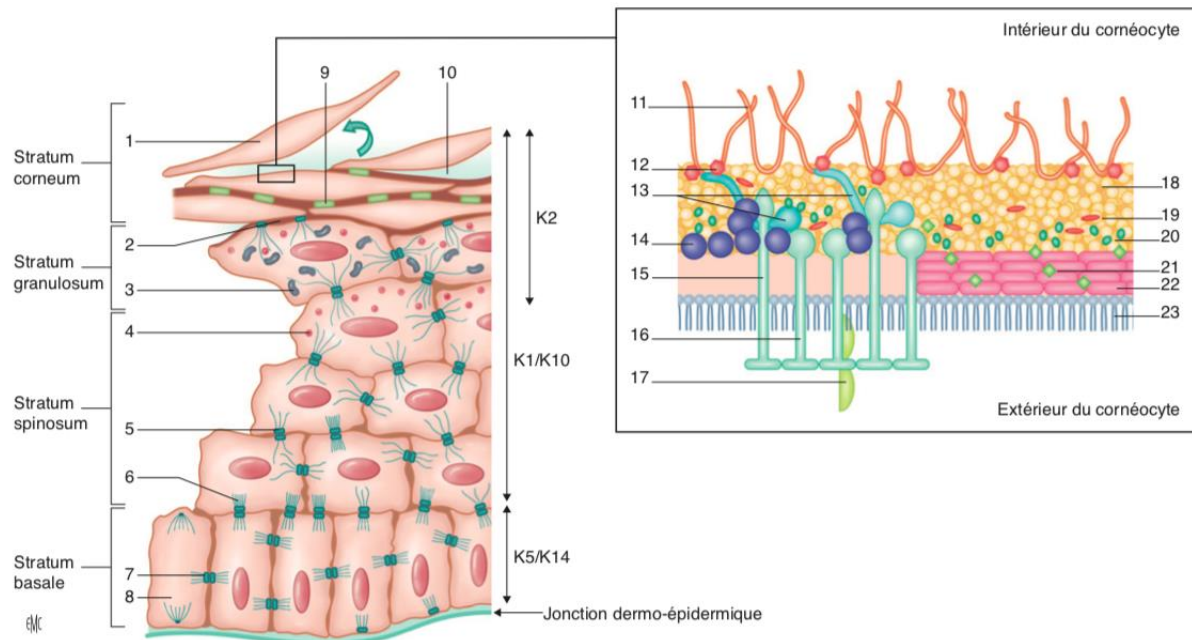 Stratum
corneum
Stratum
granulosum
Stratum
spinosum
Stratum
basale
1
2
3
4
5
6
7
8
9
10
K2
K1/K10
K5/K14
Jonction dermo-épidermique
EMC
Intérieur du cornéocyte
11
12
13
14
15
16
17
18
19
20
21
22
23
Extérieur du cornéocyte